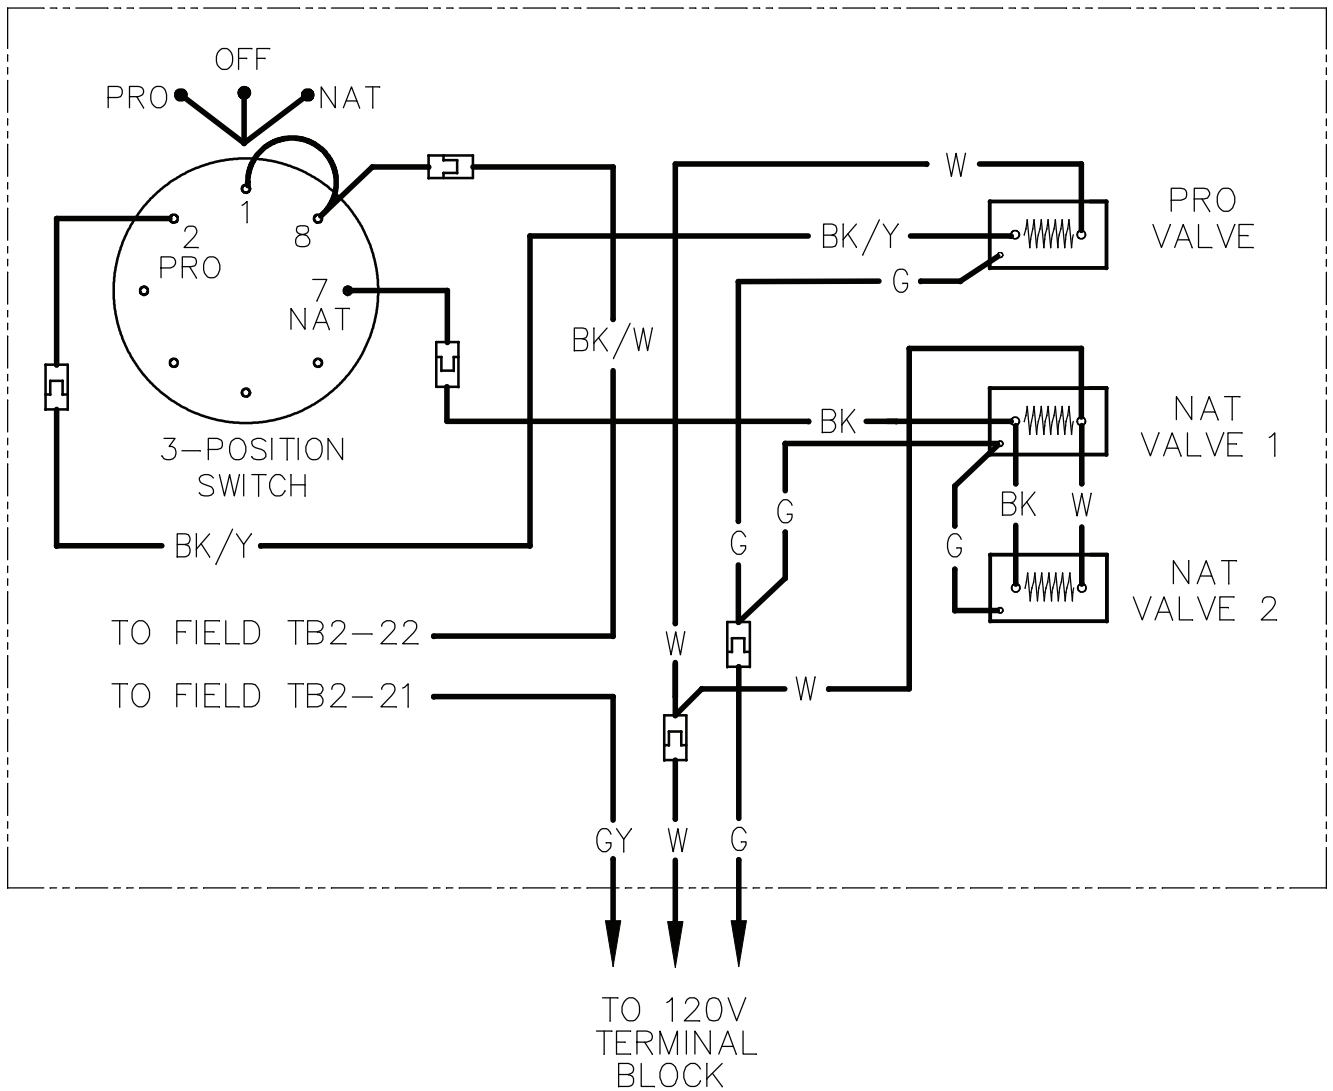 OFF
PRO
NAT
1
2
PRO
8
7
NAT
3-POSITION
SWITCH
BK/Y
BK/W
W
BK/Y
G
PRO
VALVE
BK
G
G
W
NAT
VALVE 1
BK
W
G
NAT
VALVE 2
TO FIELD TB2-22
TO FIELD TB2-21
W
GY
W
G
TO 120V
TERMINAL
BLOCK